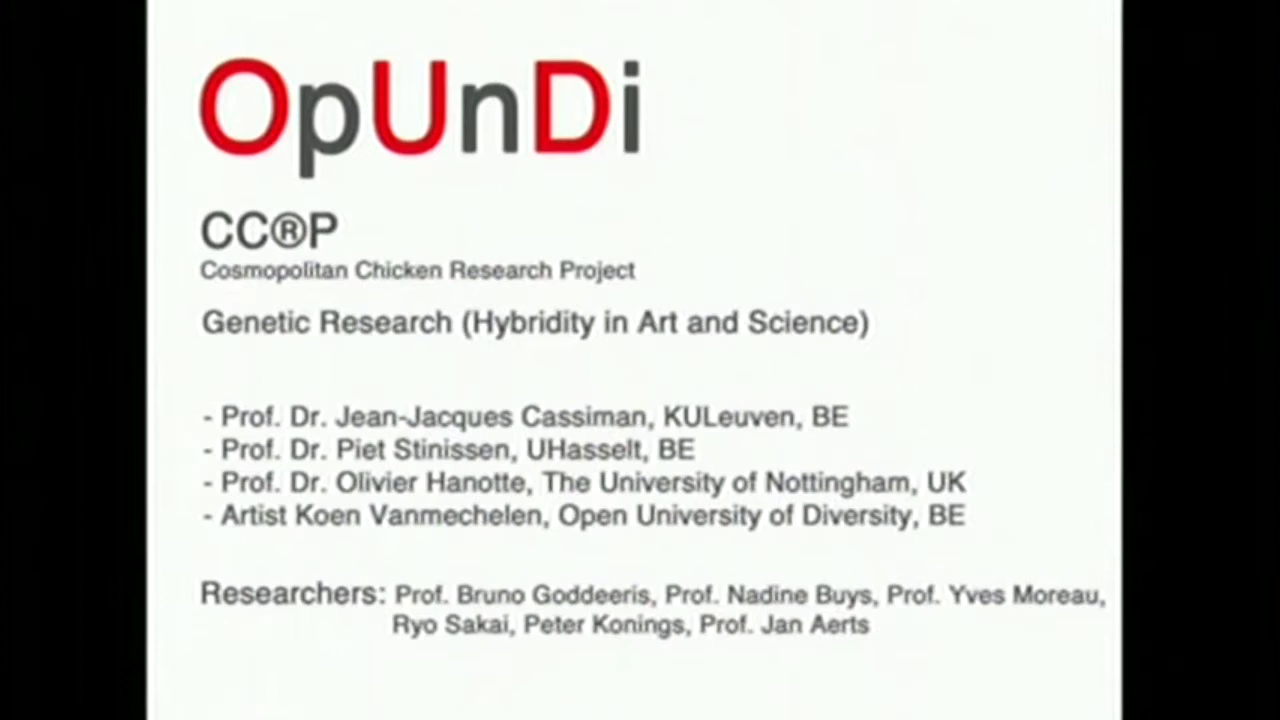 OpUnDi
CC®P
Cosmopolitan Chicken Research Project
Genetic Research (Hybridity in Art and Science)
- Prof. Dr. Jean-Jacques Cassiman, KULeuven, BE
- Prof. Dr. Piet Stinissen, UHasselt, BE
- Prof. Dr. Olivier Hanotte, The University of Nottingham, UK
- Artist Koen Vanmechelen, Open University of Diversity, BE
Researchers: Prof. Bruno Goddeeris, Prof. Nadine Buys, Prof. Yves Moreau,
Ryo Sakai, Peter Konings, Prof. Jan Aerts